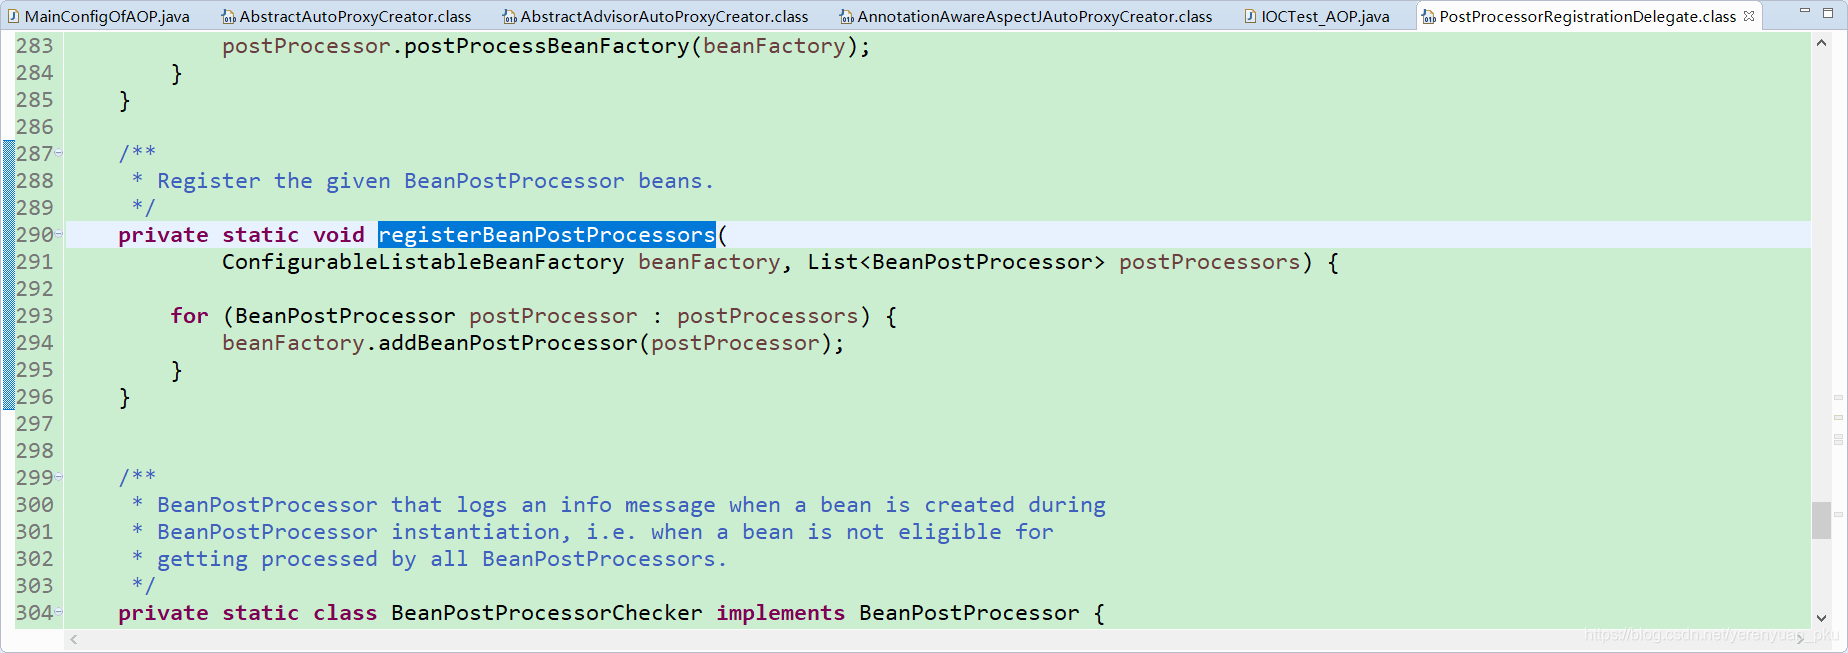 MainConfigOfAOP.java AbstractAutoProxyCreator.class AbstractAdvisorAutoProxyCreator.class AnnotationAwareAspectJAutoProxyCreator.class IOCTest_AOP.java PostProcessorRegistrationDelegate.class
283 postProcessor.postProcessBeanFactory(beanFactory);
284 }
285 }
286
287 /**
288 * Register the given BeanPostProcessor beans.
289 */
290 private static void registerBeanPostProcessors(
291 ConfigurableListableBeanFactory beanFactory, List<BeanPostProcessor> postProcessors) {
292
293 for (BeanPostProcessor postProcessor : postProcessors) {
294 beanFactory.addBeanPostProcessor(postProcessor);
295 }
296 }
297
298
299 /**
300 * BeanPostProcessor that logs an info message when a bean is created during
301 * BeanPostProcessor instantiation, i.e. when a bean is not eligible for
302 * getting processed by all BeanPostProcessors.
303 */
304 private static class BeanPostProcessorChecker implements BeanPostProcessor {
https://blog.csdn.net/yerenyuan_pku